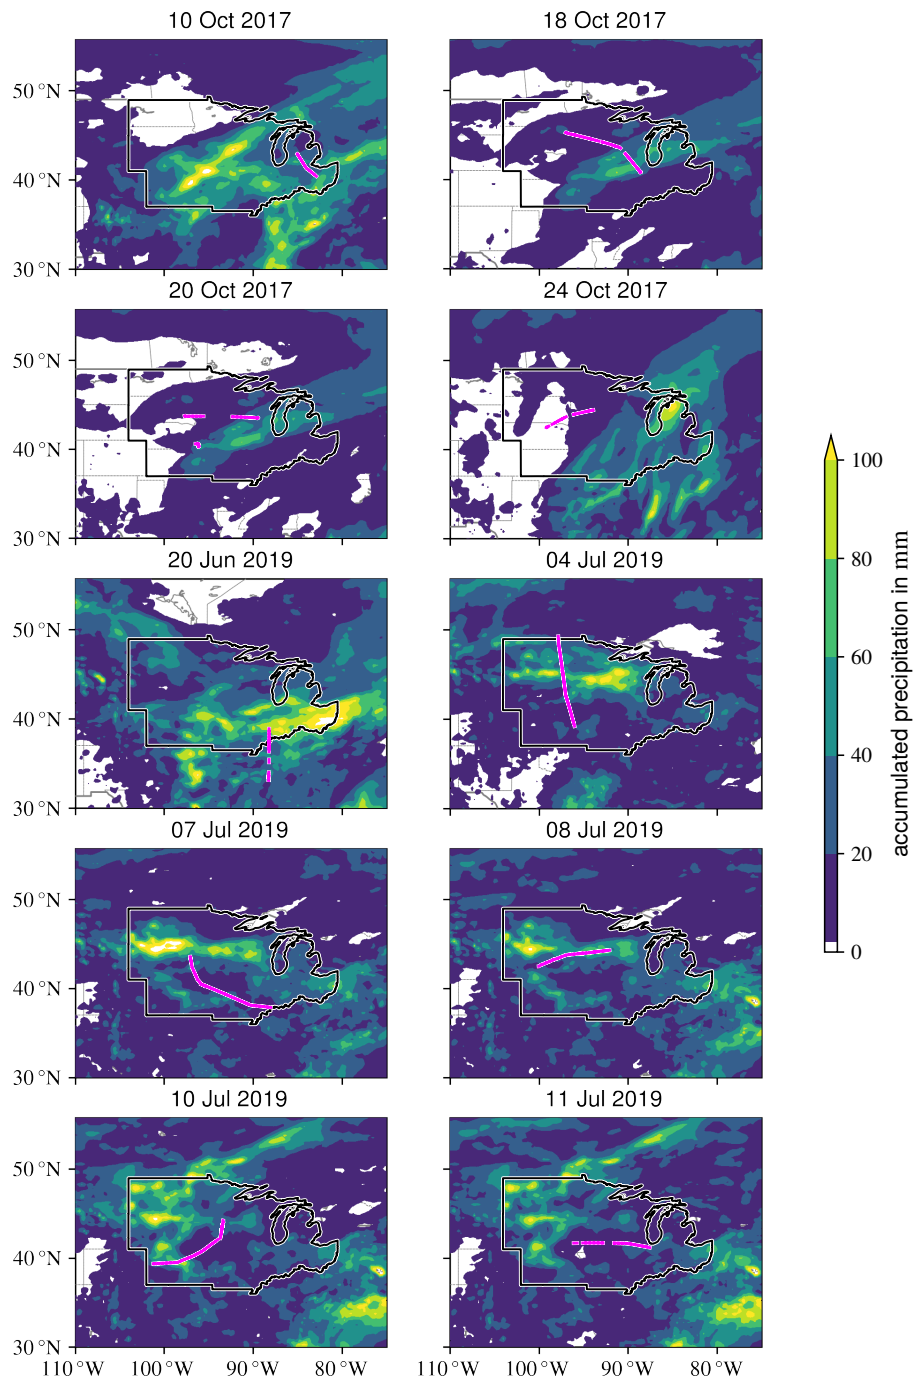 10 Oct 2017
18 Oct 2017
50 °N
40 °N
30 °N
20 Oct 2017
24 Oct 2017
50 °N
40 °N
30 °N
20 Jun 2019
04 Jul 2019
50 °N
40 °N
30 °N
07 Jul 2019
08 Jul 2019
50 °N
40 °N
30 °N
10 Jul 2019
11 Jul 2019
50 °N
40 °N
30 °N
110 °W
100 °W
90 °W
80 °W
110 °W
100 °W
90 °W
80 °W
100
80
60
40
20
0
accumulated precipitation in mm